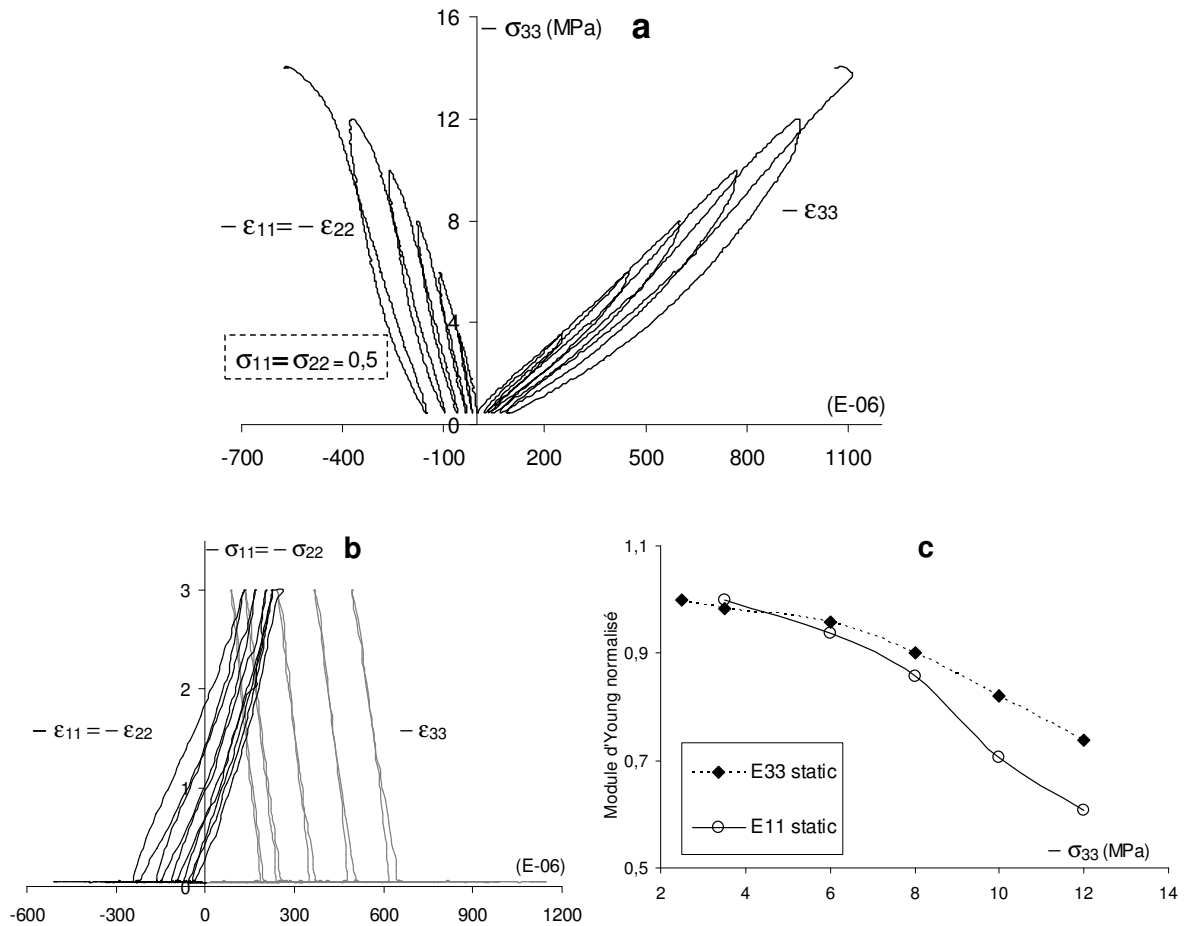 16
− σ33 (MPa)
a
12
− ε11= − ε22
8
− ε33
4
σ11= σ22 = 0,5
0
(E-06)
-700 -400 -100 200 500 800 1100
− σ11= − σ22
b
3
2
− ε11 = − ε22
− ε33
1
(E-06)
0
-600 -300 0 300 600 900 1200
1,1
c
Module d'Young normalisé
0,9
0,7
E33 static
E11 static
− σ33 (MPa)
0,5
2 4 6 8 10 12 14